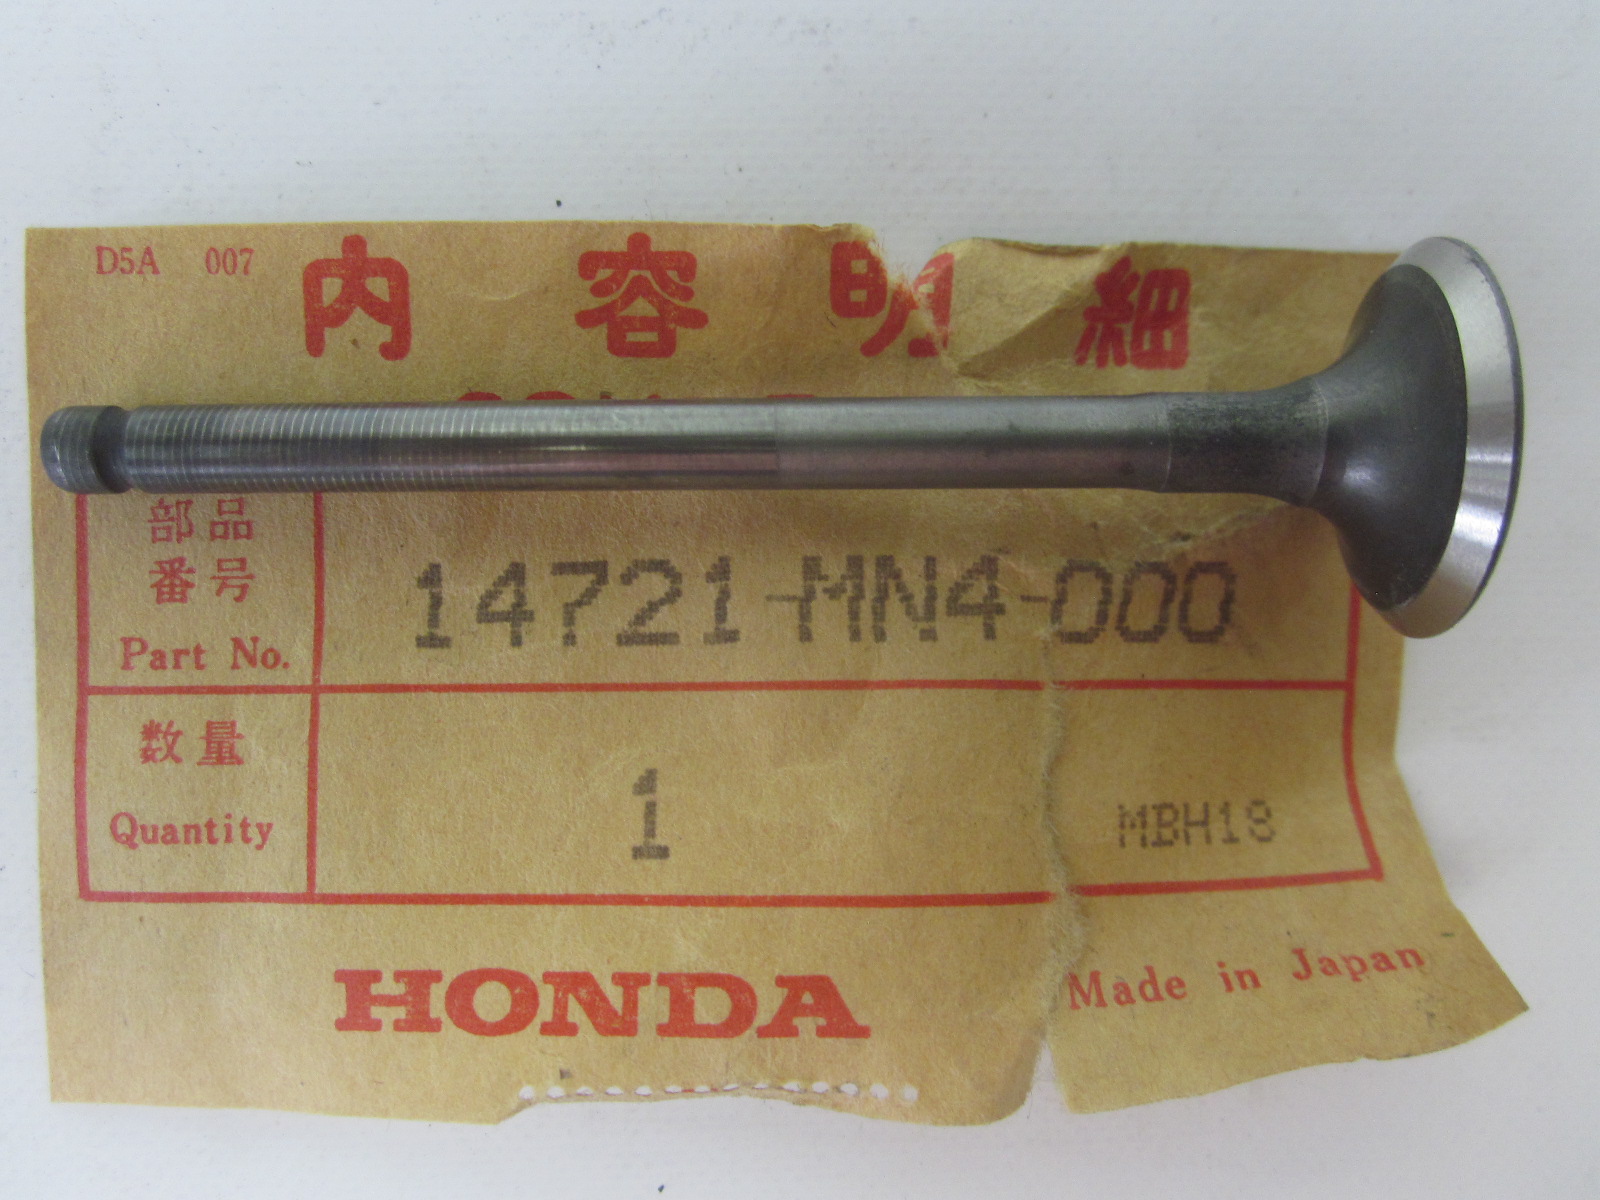 D5A 007
内容明細
部品
番号
Part No.
14721-MN4-000
数量
Quantity
1
MBH18
HONDA
Made in Japan